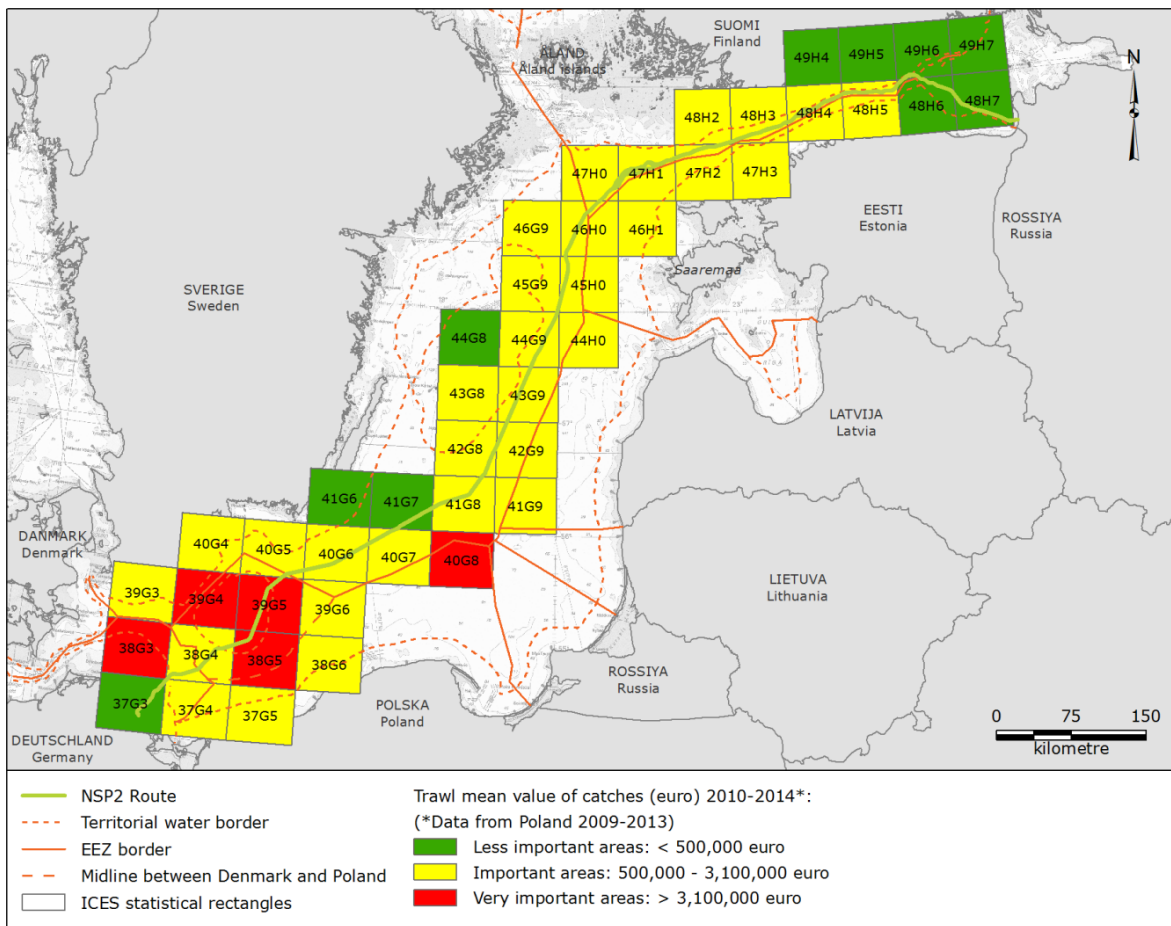 SUOMI
Finland
ÅLAND
Åland islands
N
49H4
49H5
49H6
49H7
48H2
48H3
48H4
48H5
48H6
48H7
47H0
47H1
47H2
47H3
EESTI
Estonia
ROSSIYA
Russia
46G9
46H0
46H1
Saaremaa
SVERIGE
Sweden
45G9
45H0
44G8
44G9
44H0
43G8
43G9
LATVIJA
Latvia
42G8
42G9
41G6
41G7
41G8
41G9
DANMARK
Denmark
40G4
40G5
40G6
40G7
40G8
LIETUVA
Lithuania
39G3
39G4
39G5
39G6
38G3
38G4
38G5
38G6
ROSSIYA
Russia
37G3
37G4
37G5
POLSKA
Poland
DEUTSCHLAND
Germany
0 75 150
kilometre
NSP2 Route
Territorial water border
EEZ border
Midline between Denmark and Poland
ICES statistical rectangles
Trawl mean value of catches (euro) 2010-2014*:
(*Data from Poland 2009-2013)
Less important areas: < 500,000 euro
Important areas: 500,000 - 3,100,000 euro
Very important areas: > 3,100,000 euro